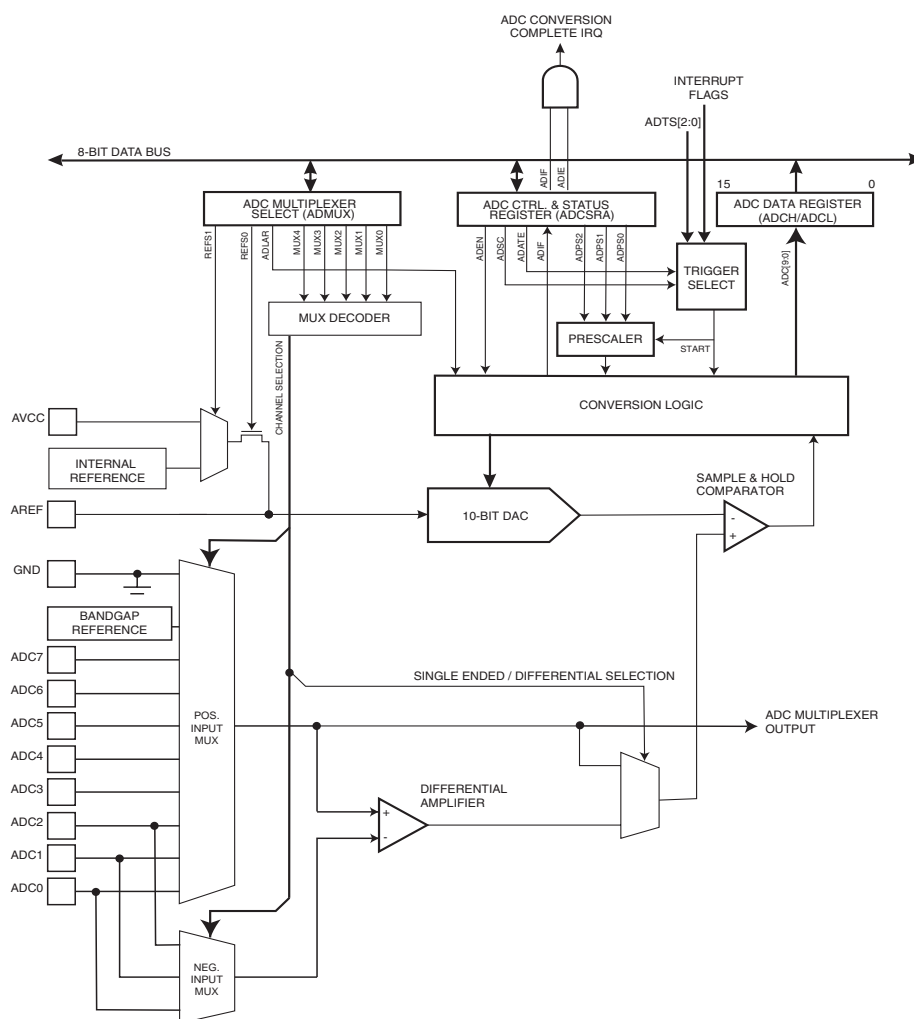 ADC CONVERSION
COMPLETE IRQ
INTERRUPT
FLAGS
ADTS[2:0]
8-BIT DATA BUS
ADIF
ADIE
15
0
ADC MULTIPLEXER
SELECT (ADMUX)
ADC CTRL. & STATUS
REGISTER (ADCSRA)
ADC DATA REGISTER
(ADCH/ADCL)
REFS1
REFS0
ADLAR
MUX4
MUX3
MUX2
MUX1
MUX0
ADEN
ADSC
ADATE
ADIF
ADPS2
ADPS1
ADPS0
ADC[9:0]
TRIGGER
SELECT
MUX DECODER
PRESCALER
START
CHANNEL SELECTION
CONVERSION LOGIC
AVCC
INTERNAL
REFERENCE
SAMPLE & HOLD
COMPARATOR
AREF
10-BIT DAC
-
+
GND
BANDGAP
REFERENCE
ADC7
SINGLE ENDED / DIFFERENTIAL SELECTION
ADC6
ADC5
POS.
INPUT
MUX
ADC MULTIPLEXER
OUTPUT
ADC4
ADC3
DIFFERENTIAL
AMPLIFIER
+
-
ADC2
ADC1
ADC0
NEG.
INPUT
MUX